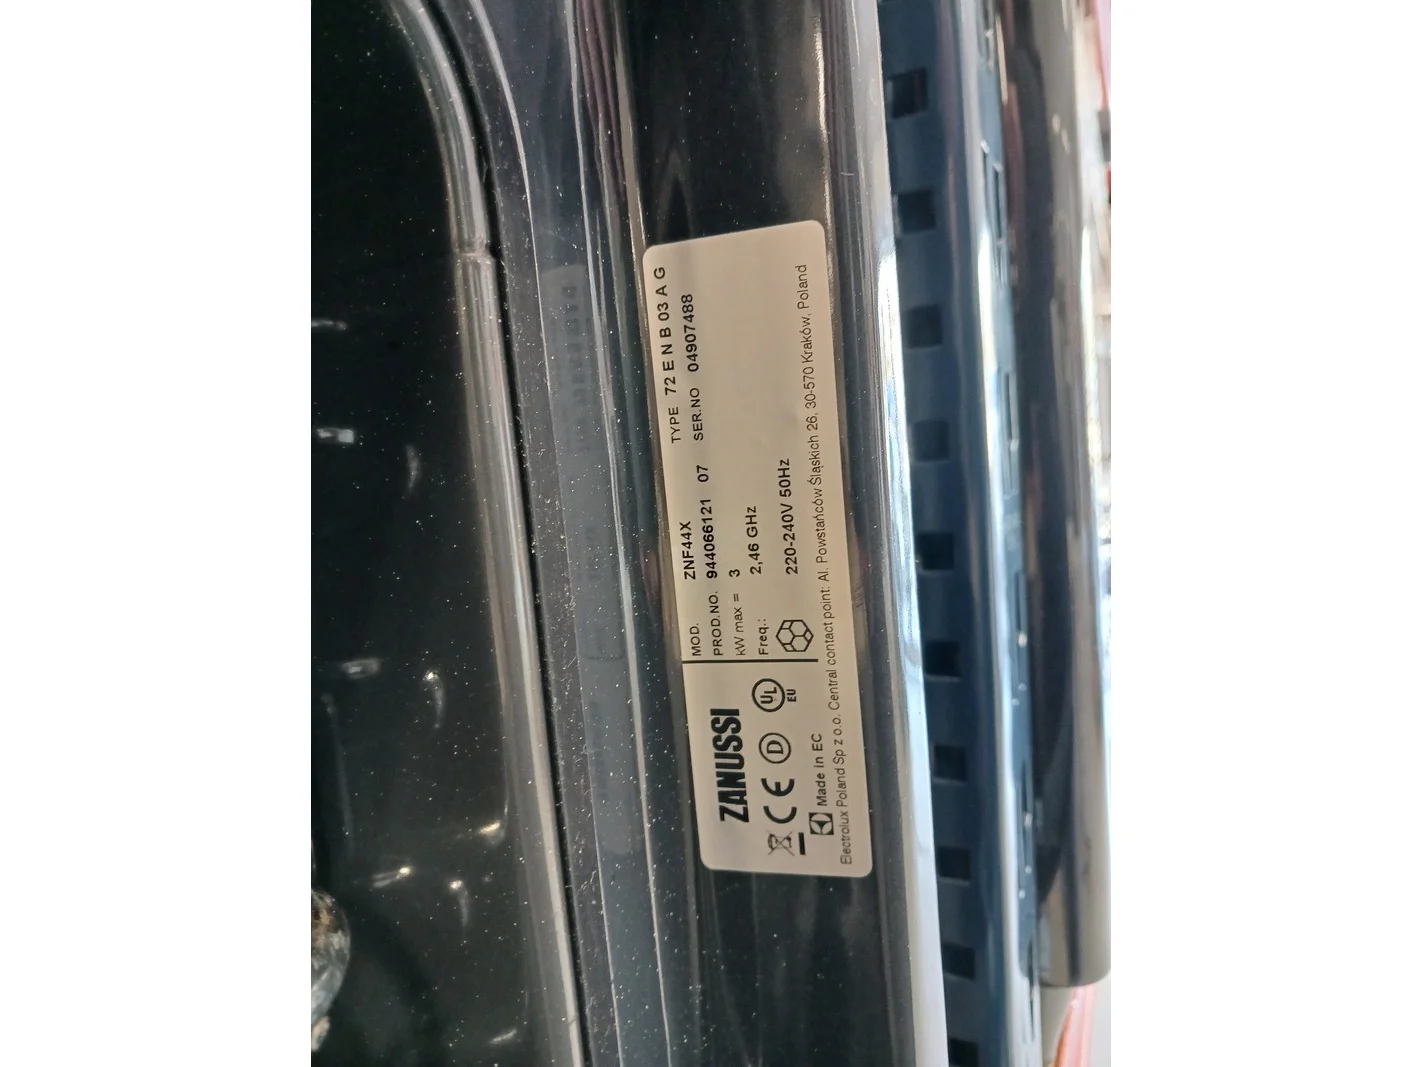 MOD. ZNF44X TYPE 72 E N B 03 A G
PROD.NO. 944066121 07 SER.NO 04907488
kW max = 3
Freq.: 2,46 GHz
220-240V 50Hz
ZANUSSI
CE D UL
EU
Made in EC
Electrolux Poland Sp z o.o. Central contact point: Al. Powstańców Śląskich 26, 30-570 Kraków, Poland